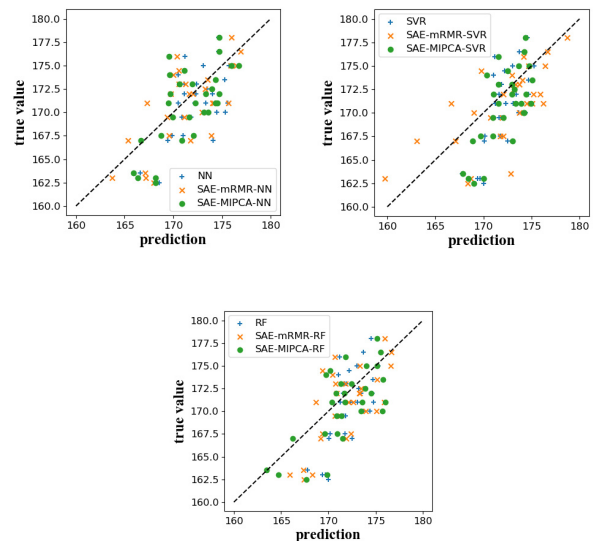 180.0
177.5
175.0
172.5
170.0
167.5
165.0
162.5
160.0
true value
NN
SAE-mRMR-NN
SAE-MIPCA-NN
160 165 170 175 180
prediction
180.0
177.5
175.0
172.5
170.0
167.5
165.0
162.5
160.0
true value
SVR
SAE-mRMR-SVR
SAE-MIPCA-SVR
160 165 170 175 180
prediction
180.0
177.5
175.0
172.5
170.0
167.5
165.0
162.5
160.0
true value
RF
SAE-mRMR-RF
SAE-MIPCA-RF
160 165 170 175 180
prediction